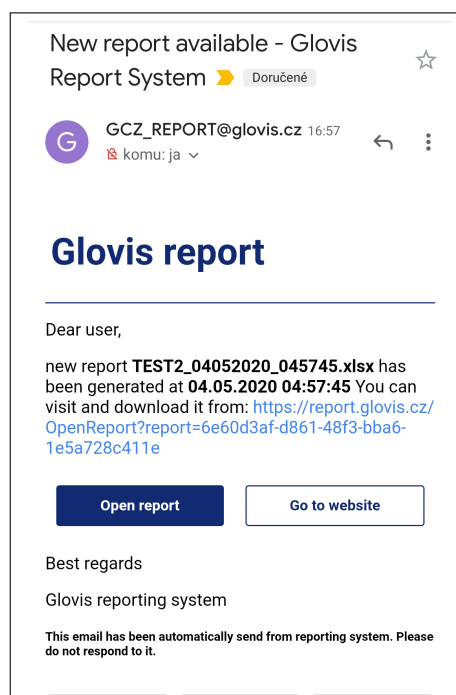 New report available - Glovis
Report System
Doručené
G
GCZ_REPORT@glovis.cz 16:57
komu: ja
Glovis report
Dear user,
new report TEST2_04052020_045745.xlsx has
been generated at 04.05.2020 04:57:45 You can
visit and download it from: https://report.glovis.cz/
OpenReport?report=6e60d3af-d861-48f3-bba6-
1e5a728c411e
Open report
Go to website
Best regards
Glovis reporting system
This email has been automatically send from reporting system. Please
do not respond to it.